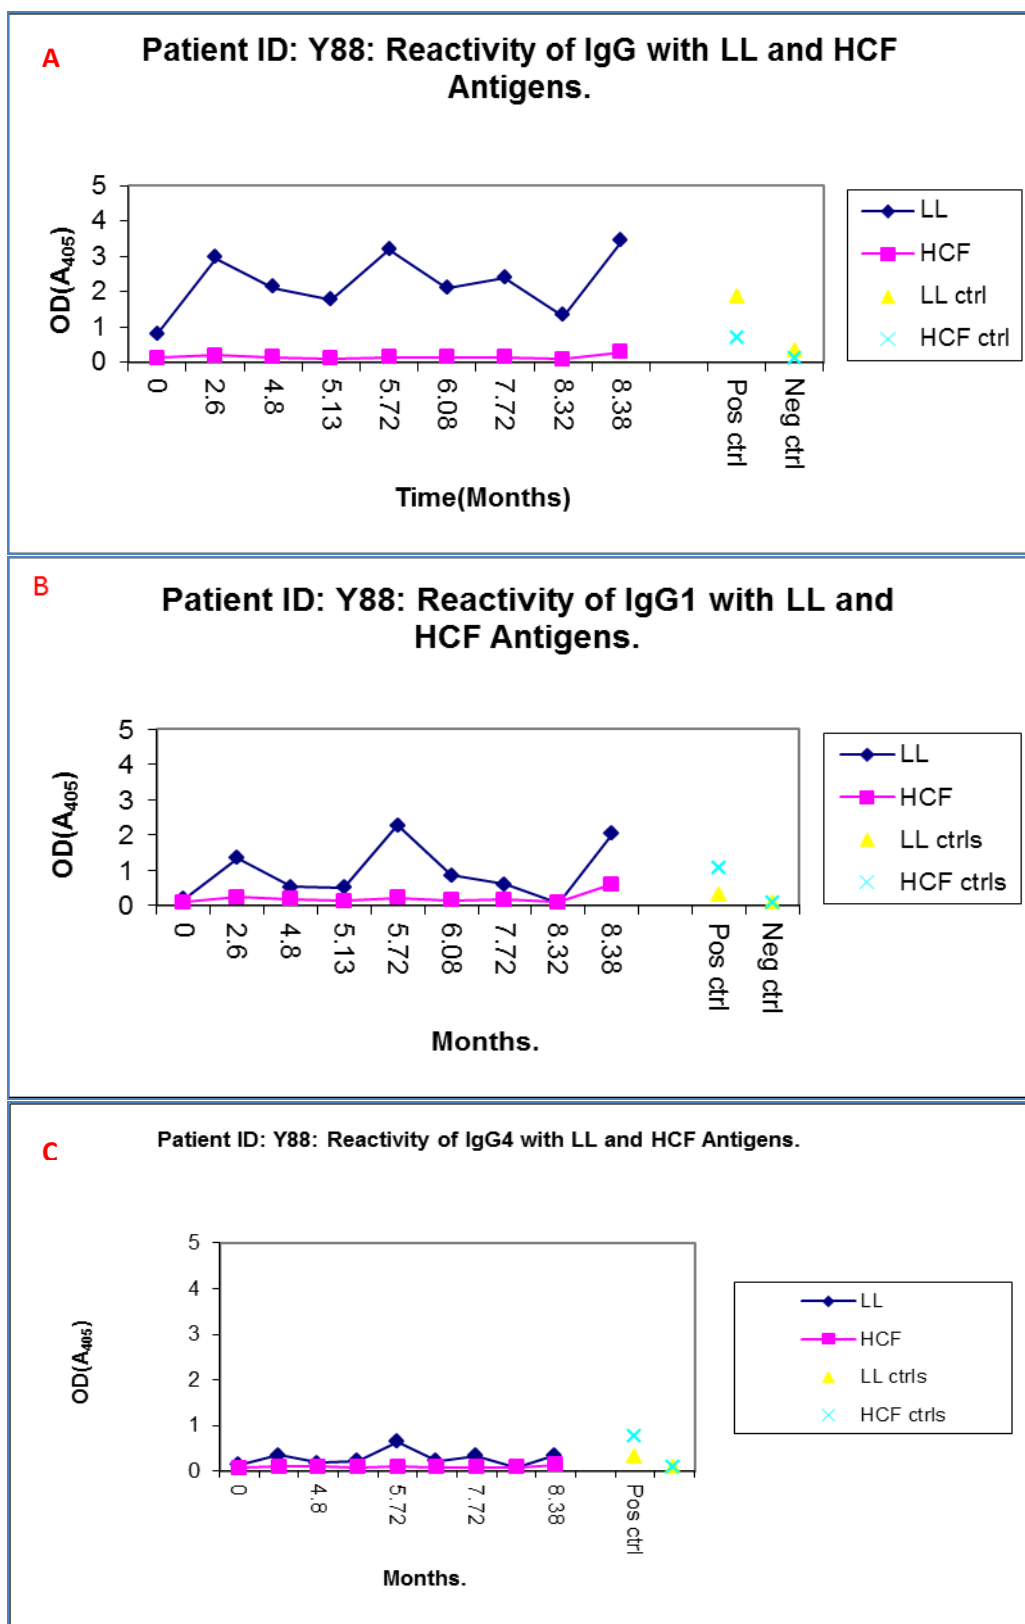 A
Patient ID: Y88: Reactivity of IgG with LL and HCF
Antigens.
OD(A405)
5
4
3
2
1
0
0
2.6
4.8
5.13
5.72
6.08
7.72
8.32
8.38
Pos ctrl
Neg ctrl
Time(Months)
LL
HCF
LL ctrl
HCF ctrl
B
Patient ID: Y88: Reactivity of IgG1 with LL and
HCF Antigens.
OD(A405)
5
4
3
2
1
0
0
2.6
4.8
5.13
5.72
6.08
7.72
8.32
8.38
Pos ctrl
Neg ctrl
Months.
LL
HCF
LL ctrls
HCF ctrls
C
Patient ID: Y88: Reactivity of IgG4 with LL and HCF Antigens.
OD(A405)
5
4
3
2
1
0
0
4.8
5.72
7.72
8.38
Pos ctrl
Months.
LL
HCF
LL ctrls
HCF ctrls